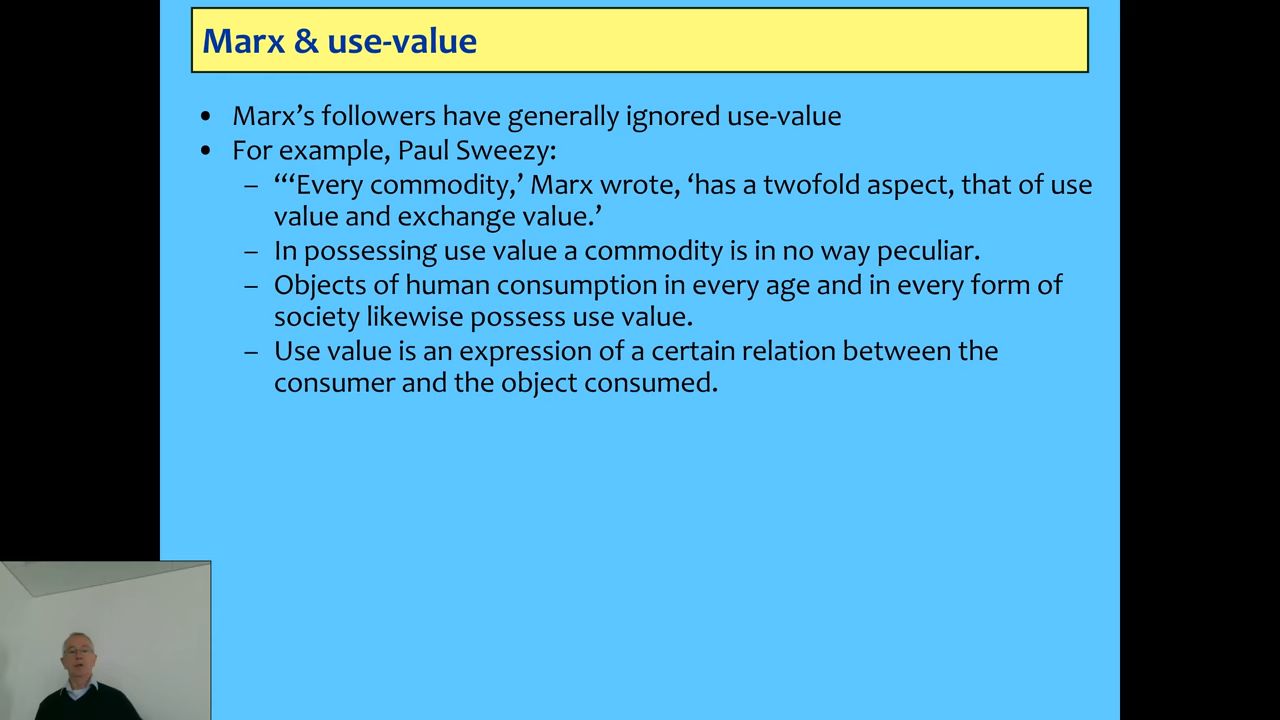 Marx & use-value
• Marx’s followers have generally ignored use-value
• For example, Paul Sweezy:
– “‘Every commodity,’ Marx wrote, ‘has a twofold aspect, that of use
value and exchange value.’
– In possessing use value a commodity is in no way peculiar.
– Objects of human consumption in every age and in every form of
society likewise possess use value.
– Use value is an expression of a certain relation between the
consumer and the object consumed.